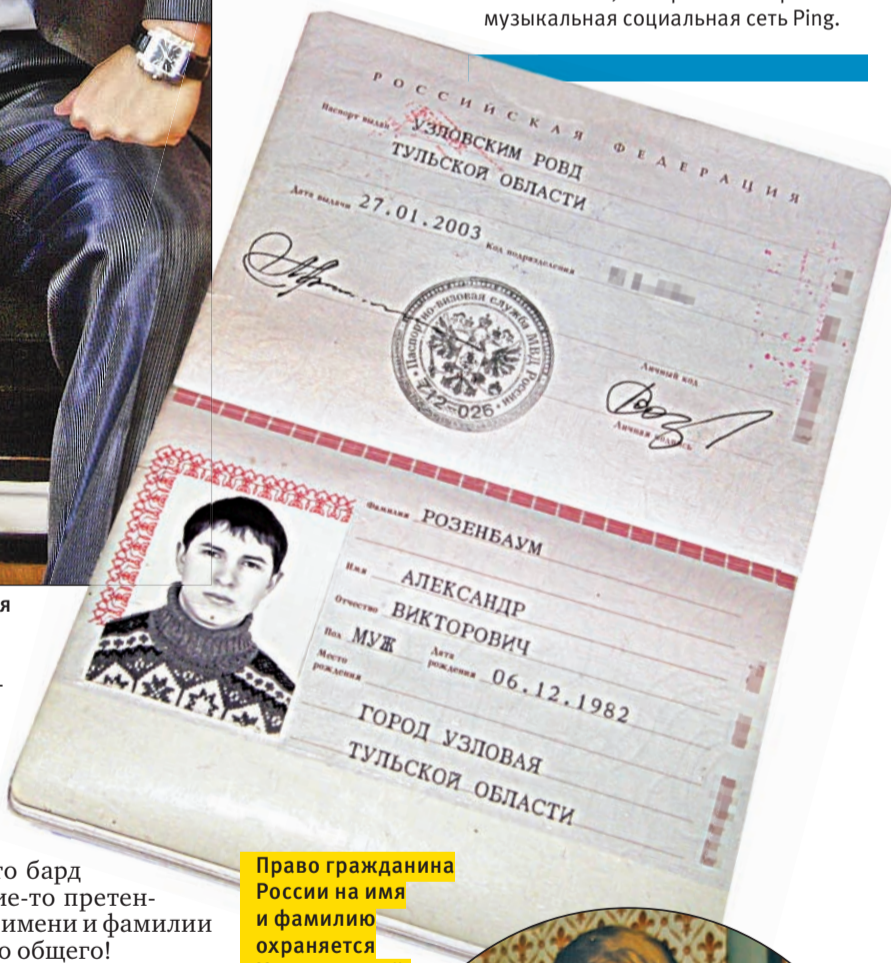 музыкальная социальная сеть Ping.
РОССИЙСКАЯ ФЕДЕРАЦИЯ
Паспорт выдан УЗЛОВСКИМ РОВД
ТУЛЬСКОЙ ОБЛАСТИ
Дата выдачи 27.01.2003 Код подразделения
Паспортно-визовая служба МВД России
712-026
Личный код
Личная подпись
Фамилия РОЗЕНБАУМ
Имя АЛЕКСАНДР
Отчество ВИКТОРОВИЧ
Пол МУЖ Дата рождения 06.12.1982
Место рождения
ГОРОД УЗЛОВАЯ
ТУЛЬСКОЙ ОБЛАСТИ
я
бард
претен-
имени и фамилии
общего!
Право гражданина
России на имя
и фамилию
охраняется